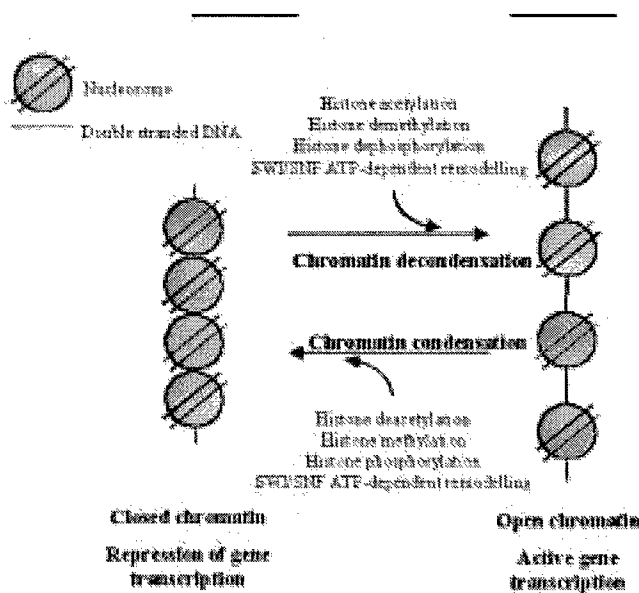 Nucleosome
Double stranded DNA
Histone acetylation
Histone demethylation
Histone dephosphorylation
SWI/SNF ATP-dependent remodelling
Chromatin decondensation
Chromatin condensation
Histone deacetylation
Histone methylation
Histone phosphorylation
SWI/SNF ATP-dependent remodelling
Closed chromatin
Repression of gene
transcription
Open chromatin
Active gene
transcription